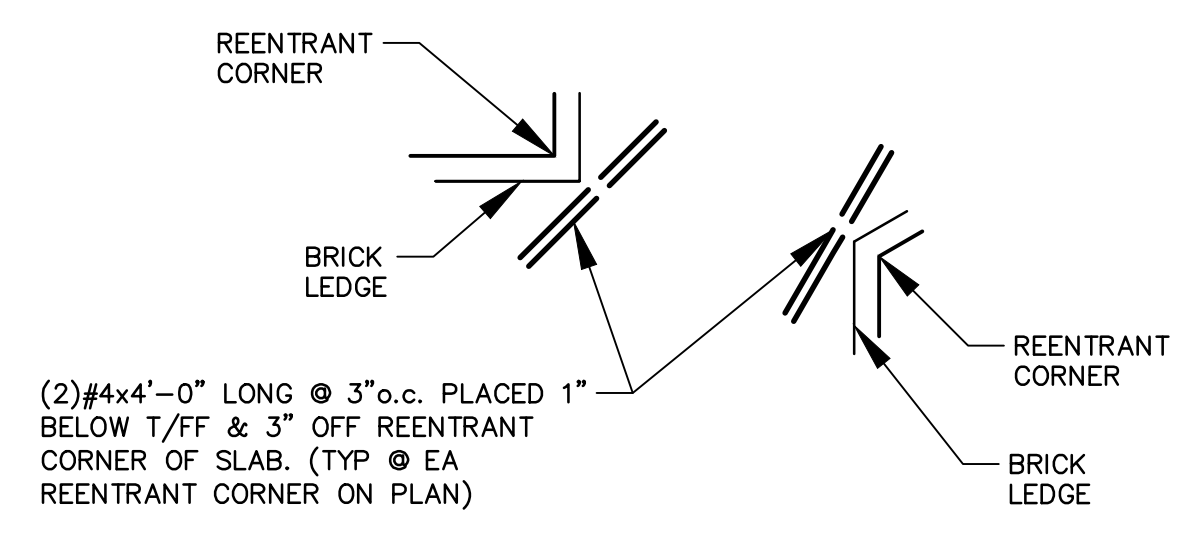 REENTRANT
CORNER
BRICK
LEDGE
(2)#4x4'-0" LONG @ 3"o.c. PLACED 1"
BELOW T/FF & 3" OFF REENTRANT
CORNER OF SLAB. (TYP @ EA
REENTRANT CORNER ON PLAN)
REENTRANT
CORNER
BRICK
LEDGE